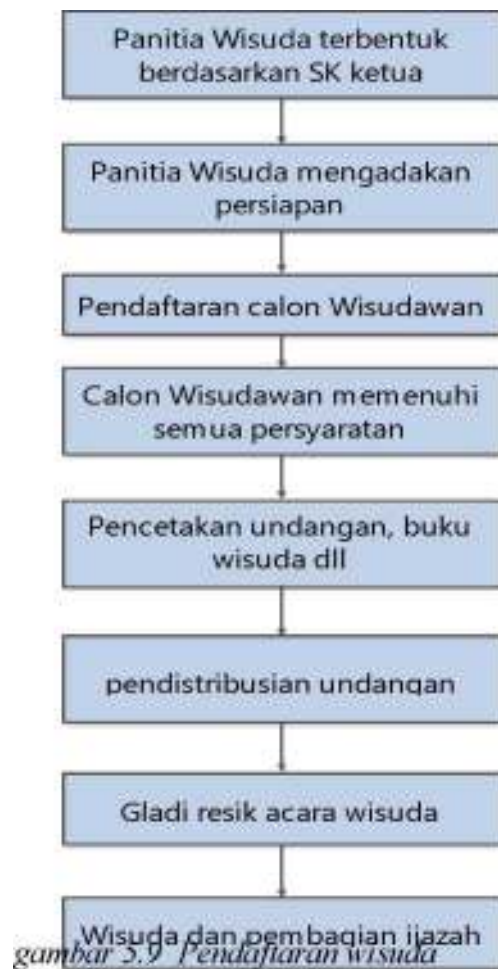 Panitia Wisuda terbentuk
berdasarkan SK ketua
Panitia Wisuda mengadakan
persiapan
Pendaftaran calon Wisudawan
Calon Wisudawan memenuhi
semua persyaratan
Pencetakan undangan, buku
wisuda dll
pendistribusian undangan
Gladi resik acara wisuda
Wisuda dan pembagian ijazah
gambar 5.9 Pendaftaran wisuda